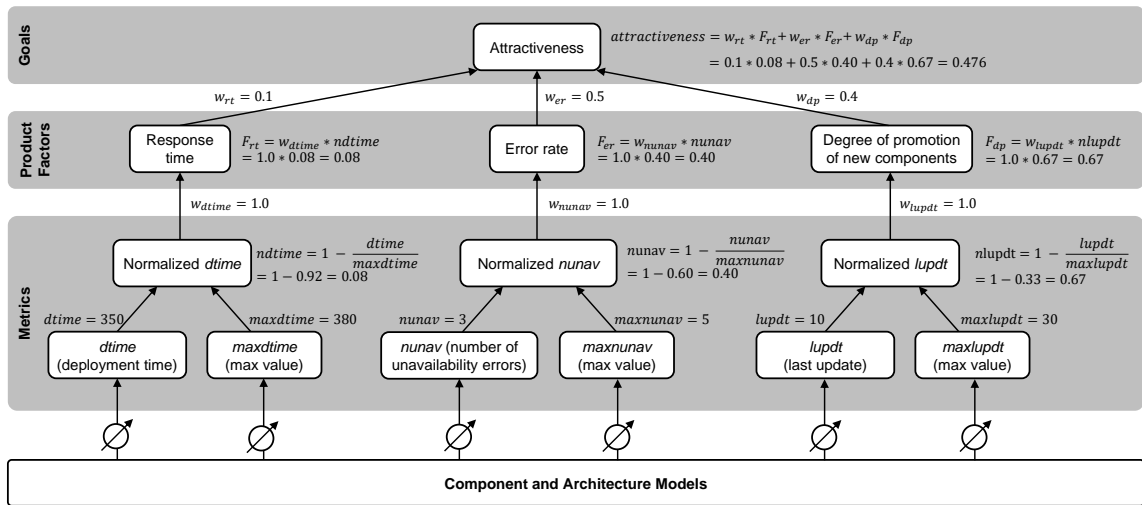 Goals
Attractiveness
attractiveness = w_rt * F_rt + w_er * F_er + w_dp * F_dp
= 0.1 * 0.08 + 0.5 * 0.40 + 0.4 * 0.67 = 0.476
w_rt = 0.1
w_er = 0.5
w_dp = 0.4
Product
Factors
Response
time
F_rt = w_dtime * ndtime
= 1.0 * 0.08 = 0.08
Error rate
F_er = w_nunav * nunav
= 1.0 * 0.40 = 0.40
Degree of promotion
of new components
F_dp = w_lupdt * nlupdt
= 1.0 * 0.67 = 0.67
w_dtime = 1.0
w_nunav = 1.0
w_lupdt = 1.0
Metrics
Normalized dtime
ndtime = 1 − dtime/maxdtime
= 1 − 0.92 = 0.08
Normalized nunav
nunav = 1 − nunav/maxnunav
= 1 − 0.60 = 0.40
Normalized lupdt
nlupdt = 1 − lupdt/maxlupdt
= 1 − 0.33 = 0.67
dtime = 350
maxdtime = 380
nunav = 3
maxnunav = 5
lupdt = 10
maxlupdt = 30
dtime
(deployment time)
maxdtime
(max value)
nunav (number of
unavailability errors)
maxnunav
(max value)
lupdt
(last update)
maxlupdt
(max value)
Component and Architecture Models